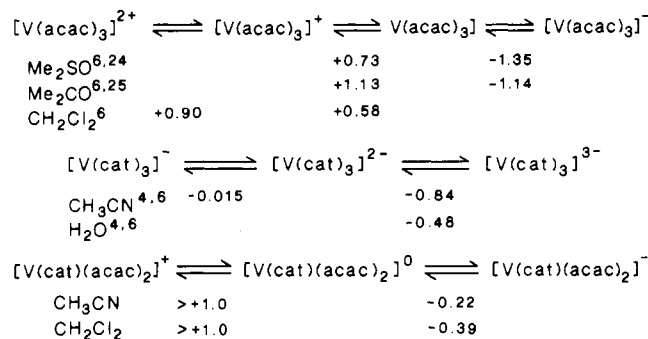 [V(acac)₃]²⁺ ⇌ [V(acac)₃]⁺ ⇌ V(acac)₃] ⇌ [V(acac)₃]⁻
Me₂SO⁶,²⁴ +0.73 -1.35
Me₂CO⁶,²⁵ +1.13 -1.14
CH₂Cl₂⁶ +0.90 +0.58
[V(cat)₃]⁻ ⇌ [V(cat)₃]²⁻ ⇌ [V(cat)₃]³⁻
CH₃CN⁴,⁶ -0.015 -0.84
H₂O⁴,⁶ -0.48
[V(cat)(acac)₂]⁺ ⇌ [V(cat)(acac)₂]⁰ ⇌ [V(cat)(acac)₂]⁻
CH₃CN >+1.0 -0.22
CH₂Cl₂ >+1.0 -0.39